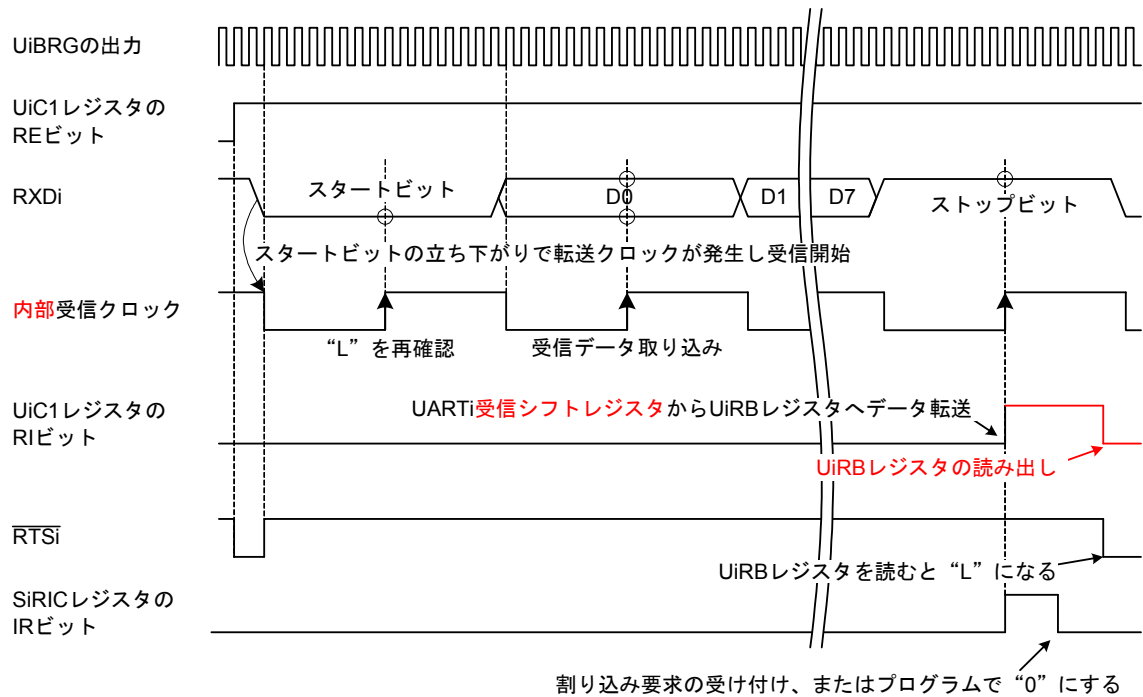 UiBRGの出力
UiC1レジスタの
REビット
RXDi
スタートビット
D0
D1
D7
ストップビット
スタートビットの立ち下がりで転送クロックが発生し受信開始
内部受信クロック
“L”を再確認
受信データ取り込み
UiC1レジスタの
RIビット
UARTi受信シフトレジスタからUiRBレジスタへデータ転送
UiRBレジスタの読み出し
RTSi
UiRBレジスタを読むと“L”になる
SiRICレジスタの
IRビット
割り込み要求の受け付け、またはプログラムで“0”にする